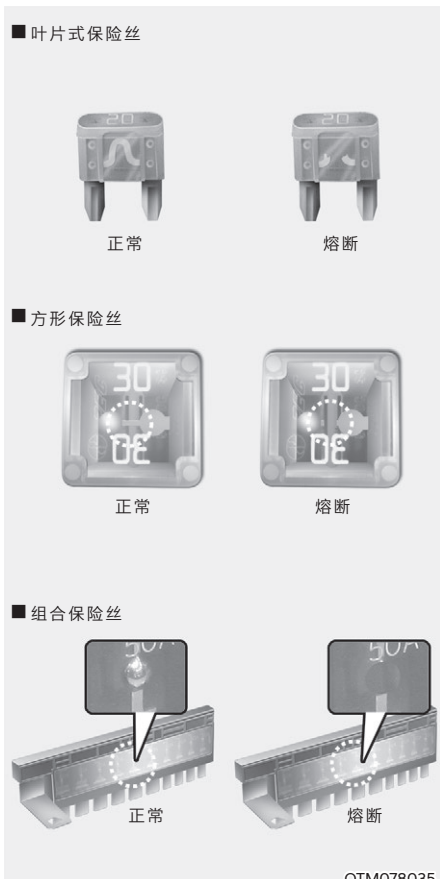 ■ 叶片式保险丝
20 20
正常 熔断
■ 方形保险丝
30 30
30 30
正常 熔断
■ 组合保险丝
50A 50A
正常 熔断
OTM078035